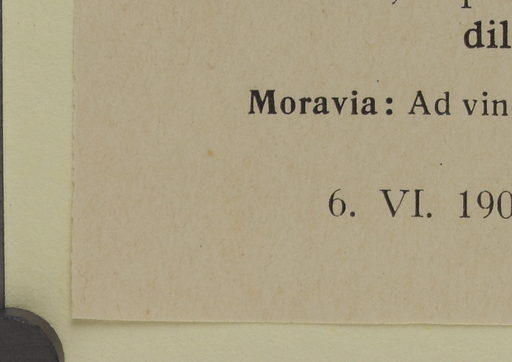 dil
Moravia: Ad vin
6. VI. 190